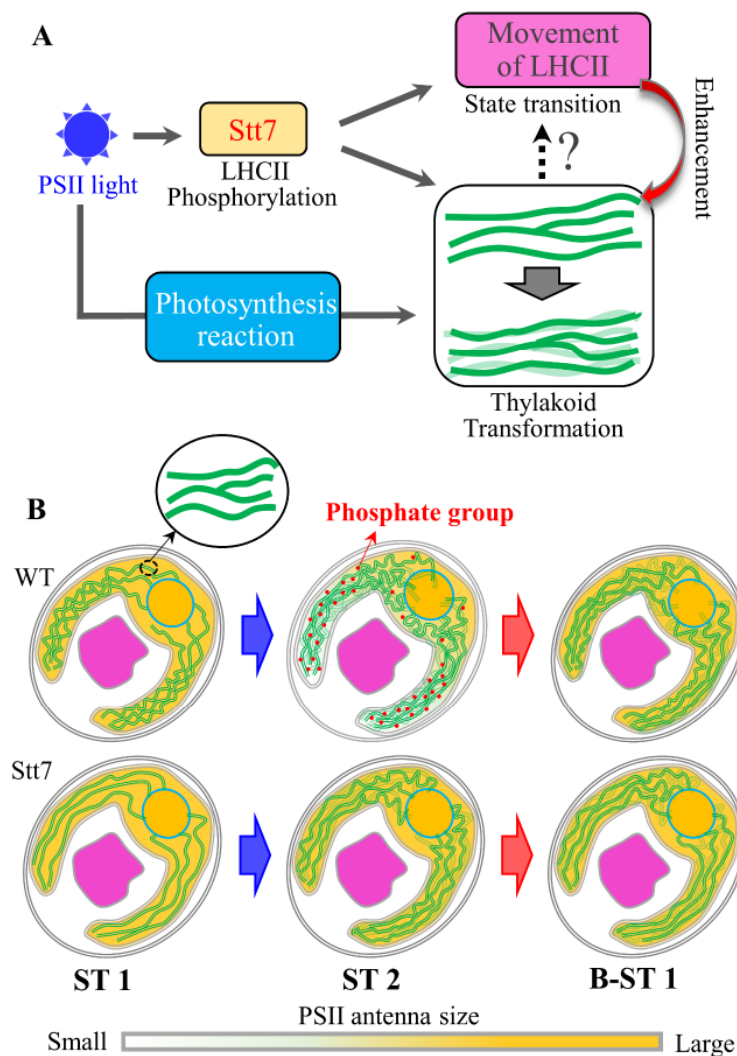 A
Movement
of LHCII
State transition
Enhancement
Stt7
PSII light
LHCII
Phosphorylation
?
Photosynthesis
reaction
Thylakoid
Transformation
B
Phosphate group
WT
Stt7
ST 1
ST 2
B-ST 1
PSII antenna size
Small
Large